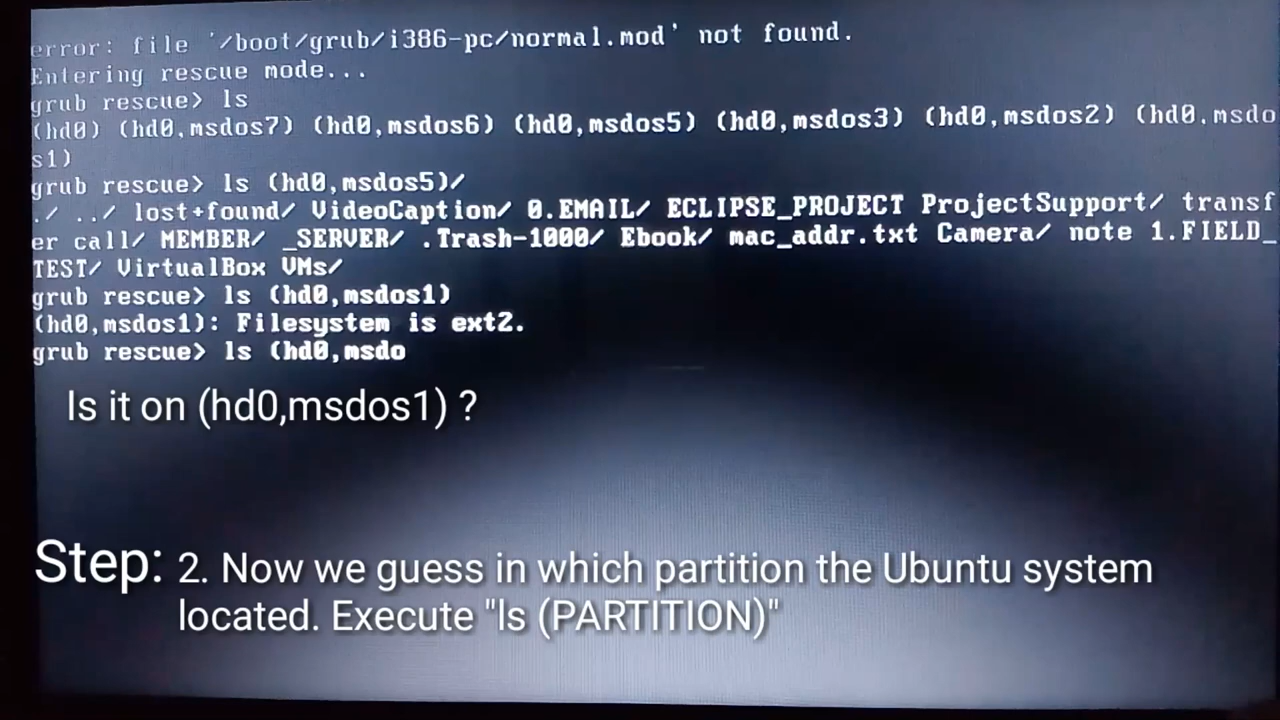 error: file '/boot/grub/i386-pc/normal.mod' not found.
Entering rescue mode...
grub rescue> ls
(hd0) (hd0,msdos7) (hd0,msdos6) (hd0,msdos5) (hd0,msdos3) (hd0,msdos2) (hd0,msdo
s1)
grub rescue> ls (hd0,msdos5)/
./ ../ lost+found/ VideoCaption/ 0.EMAIL/ ECLIPSE_PROJECT ProjectSupport/ transf
er call/ MEMBER/ _SERVER/ .Trash-1000/ Ebook/ mac_addr.txt Camera/ note 1.FIELD_
TEST/ VirtualBox VMs/
grub rescue> ls (hd0,msdos1)
(hd0,msdos1): Filesystem is ext2.
grub rescue> ls (hd0,msdo
Is it on (hd0,msdos1) ?
Step: 2. Now we guess in which partition the Ubuntu system
located. Execute "ls (PARTITION)"